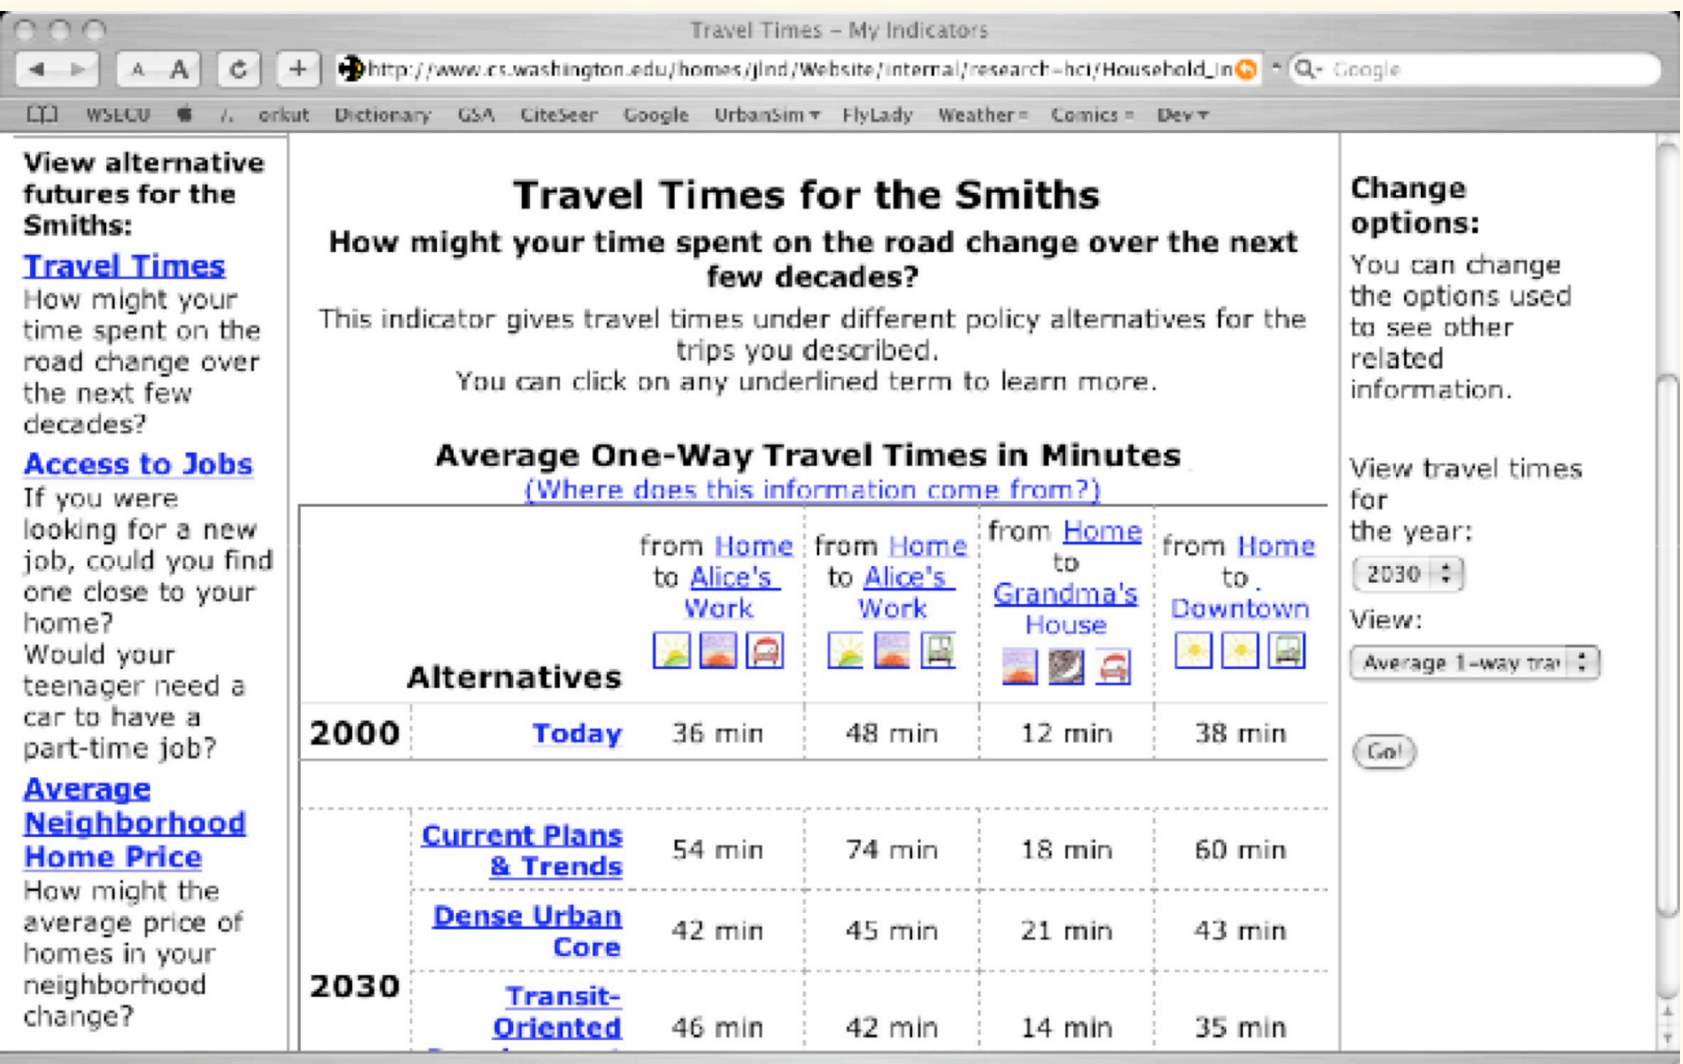 Travel Times – My Indicators
A A
http://www.cs.washington.edu/homes/jlnd/Website/internal/research-hci/Household_In
Google
WSECU /. orkut Dictionary GSA CiteSeer Google UrbanSim FlyLady Weather Comics Dev
View alternative
futures for the
Smiths:
Travel Times
How might your
time spent on the
road change over
the next few
decades?
Access to Jobs
If you were
looking for a new
job, could you find
one close to your
home?
Would your
teenager need a
car to have a
part-time job?
Average
Neighborhood
Home Price
How might the
average price of
homes in your
neighborhood
change?
Travel Times for the Smiths
How might your time spent on the road change over the next
few decades?
This indicator gives travel times under different policy alternatives for the
trips you described.
You can click on any underlined term to learn more.
Average One-Way Travel Times in Minutes
(Where does this information come from?)
Alternatives
from Home
to Alice's
Work
from Home
to Alice's
Work
from Home
to
Grandma's
House
from Home
to
Downtown
2000 Today 36 min 48 min 12 min 38 min
2030
Current Plans
& Trends 54 min 74 min 18 min 60 min
Dense Urban
Core 42 min 45 min 21 min 43 min
Transit-
Oriented 46 min 42 min 14 min 35 min
Change
options:
You can change
the options used
to see other
related
information.
View travel times
for
the year:
2030
View:
Average 1-way trav
Go!